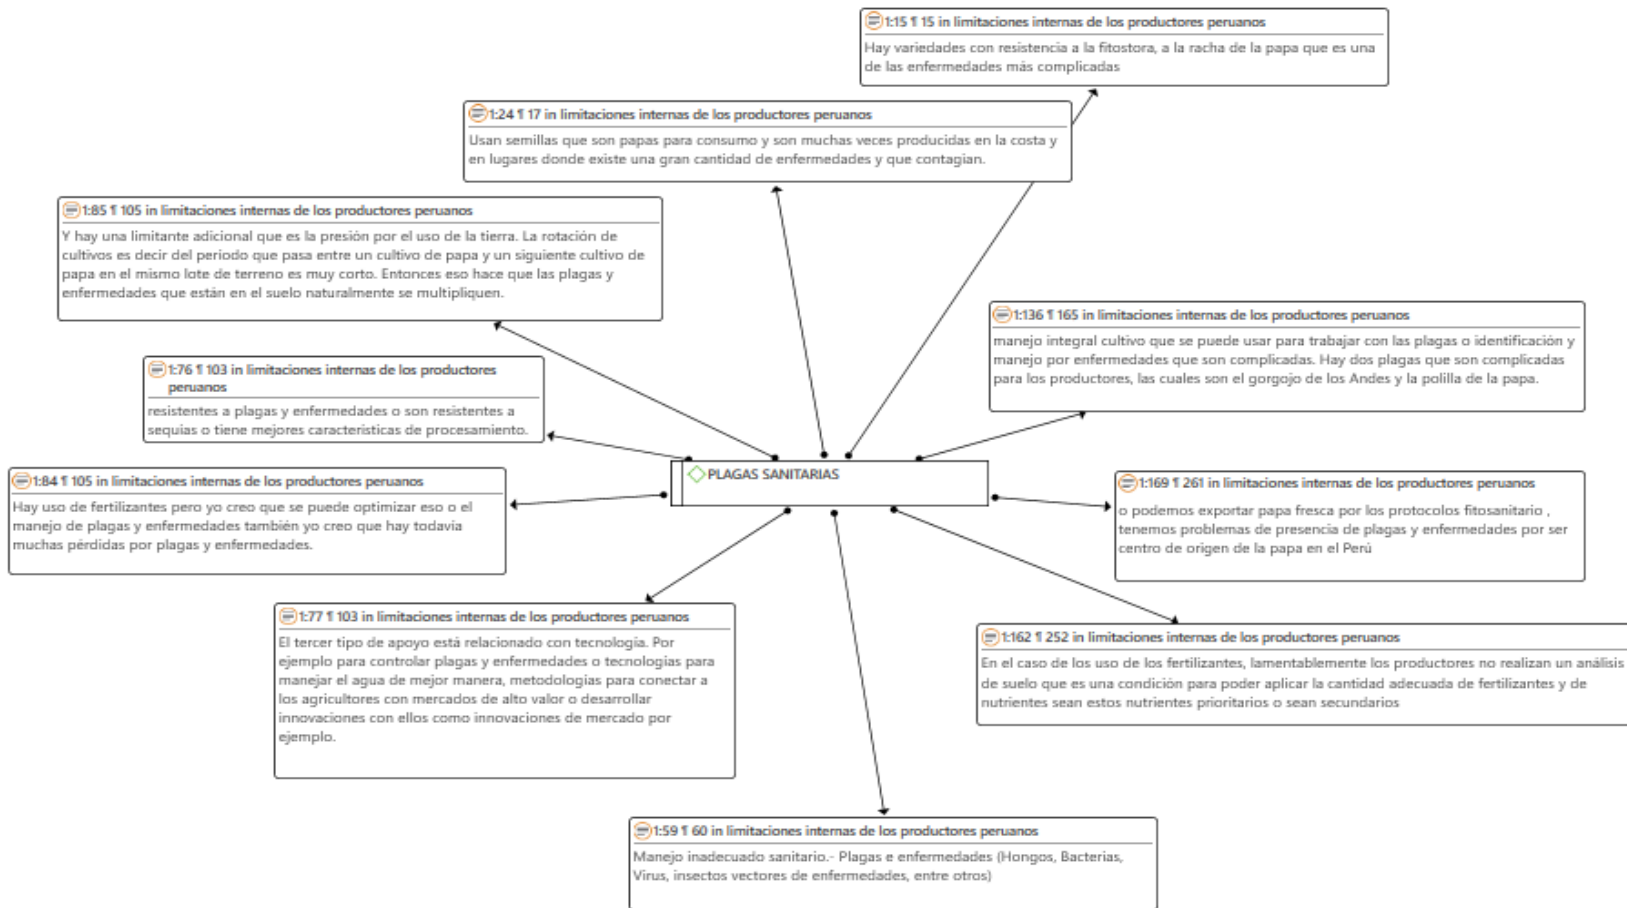 1:15 ¶ 15 in limitaciones internas de los productores peruanos
Hay variedades con resistencia a la fitostora, a la racha de la papa que es una
de las enfermedades más complicadas
1:24 ¶ 17 in limitaciones internas de los productores peruanos
Usan semillas que son papas para consumo y son muchas veces producidas en la costa y
en lugares donde existe una gran cantidad de enfermedades y que contagian.
1:85 ¶ 105 in limitaciones internas de los productores peruanos
Y hay una limitante adicional que es la presión por el uso de la tierra. La rotación de
cultivos es decir del periodo que pasa entre un cultivo de papa y un siguiente cultivo de
papa en el mismo lote de terreno es muy corto. Entonces eso hace que las plagas y
enfermedades que están en el suelo naturalmente se multipliquen.
1:136 ¶ 165 in limitaciones internas de los productores peruanos
manejo integral cultivo que se puede usar para trabajar con las plagas o identificación y
manejo por enfermedades que son complicadas. Hay dos plagas que son complicadas
para los productores, las cuales son el gorgojo de los Andes y la polilla de la papa.
1:76 ¶ 103 in limitaciones internas de los productores
peruanos
resistentes a plagas y enfermedades o son resistentes a
sequias o tiene mejores características de procesamiento.
PLAGAS SANITARIAS
1:84 ¶ 105 in limitaciones internas de los productores peruanos
Hay uso de fertilizantes pero yo creo que se puede optimizar eso o el
manejo de plagas y enfermedades también yo creo que hay todavía
muchas pérdidas por plagas y enfermedades.
1:169 ¶ 261 in limitaciones internas de los productores peruanos
o podemos exportar papa fresca por los protocolos fitosanitario ,
tenemos problemas de presencia de plagas y enfermedades por ser
centro de origen de la papa en el Perú
1:77 ¶ 103 in limitaciones internas de los productores peruanos
El tercer tipo de apoyo está relacionado con tecnología. Por
ejemplo para controlar plagas y enfermedades o tecnologías para
manejar el agua de mejor manera, metodologías para conectar a
los agricultores con mercados de alto valor o desarrollar
innovaciones con ellos como innovaciones de mercado por
ejemplo.
1:162 ¶ 252 in limitaciones internas de los productores peruanos
En el caso de los uso de los fertilizantes, lamentablemente los productores no realizan un análisis
de suelo que es una condición para poder aplicar la cantidad adecuada de fertilizantes y de
nutrientes sean estos nutrientes prioritarios o sean secundarios
1:59 ¶ 60 in limitaciones internas de los productores peruanos
Manejo inadecuado sanitario.- Plagas e enfermedades (Hongos, Bacterias,
Virus, insectos vectores de enfermedades, entre otros)